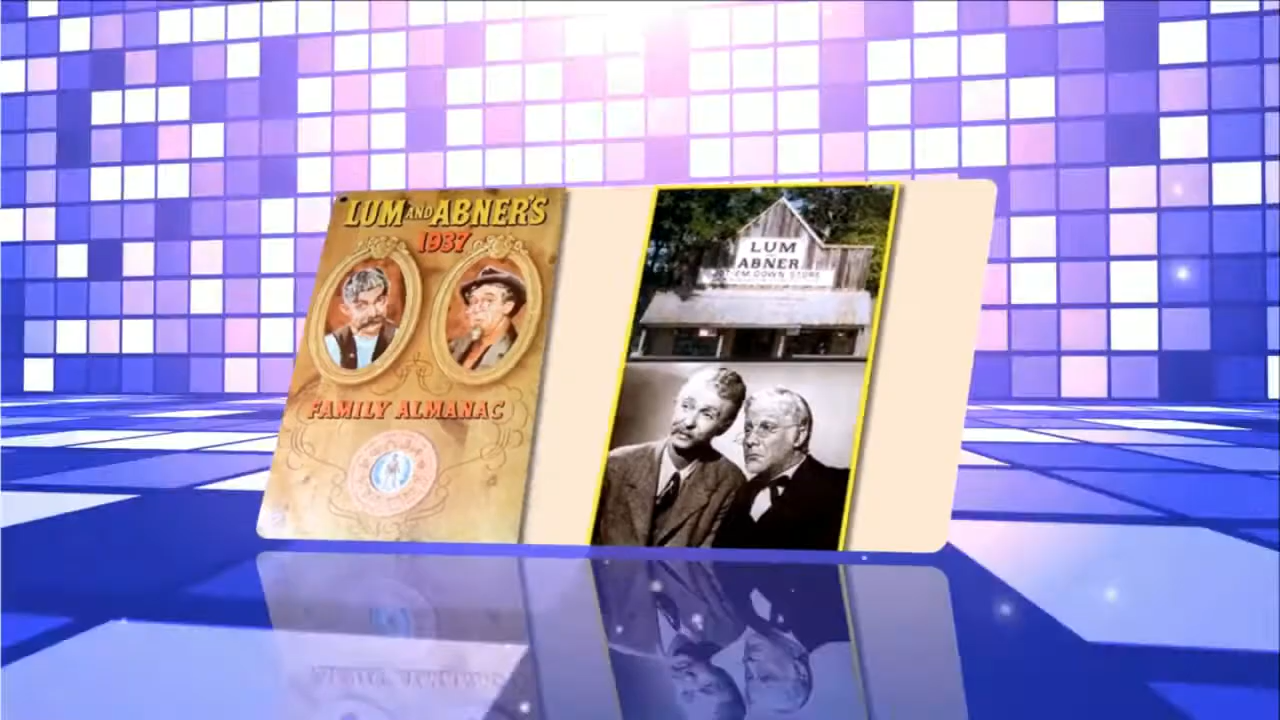 LUM AND ABNER'S
1937
FAMILY ALMANAC
LUM
ABNER
JOT-EM-DOWN STORE